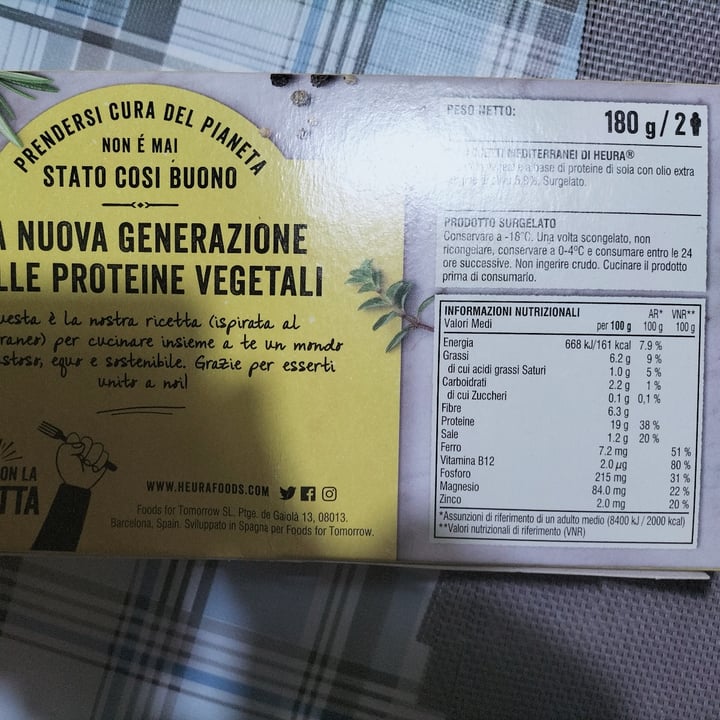 PRENDERSI CURA DEL PIANETA
NON É MAI
STATO COSI BUONO
A NUOVA GENERAZIONE
LLE PROTEINE VEGETALI
uesta è la nostra ricetta (ispirata al
raneo) per cucinare insieme a te un mondo
stoso, equo e sostenibile. Grazie per esserti
unito a noi!
ON LA
TTA
WWW.HEURAFOODS.COM
Foods for Tomorrow SL. Ptge. de Gaiolà 13, 08013.
Barcelona, Spain. Sviluppato in Spagna per Foods for Tomorrow.
PESO NETTO:
180 g/2
MEDITERRANEI DI HEURA®
a base di proteine di soia con olio extra
5,8%. Surgelato.
PRODOTTO SURGELATO
Conservare a -18°C. Una volta scongelato, non
ricongelare, conservare a 0-4ºC e consumare entro le 24
ore successive. Non ingerire crudo. Cucinare il prodotto
prima di consumarlo.
INFORMAZIONI NUTRIZIONALI AR* VNR**
Valori Medi per 100 g 100 g 100 g
Energia 668 kJ/161 kcal 7.9 %
Grassi 6.2 g 9 %
di cui acidi grassi Saturi 1.0 g 5 %
Carboidrati 2.2 g 1 %
di cui Zuccheri 0.1 g 0,1 %
Fibre 6.3 g
Proteine 19 g 38 %
Sale 1.2 g 20 %
Ferro 7.2 mg 51 %
Vitamina B12 2.0 µg 80 %
Fosforo 215 mg 31 %
Magnesio 84.0 mg 22 %
Zinco 2.0 mg 20 %
*Assunzioni di riferimento di un adulto medio (8400 kJ / 2000 kcal)
**Valori nutrizionali di riferimento (VNR)